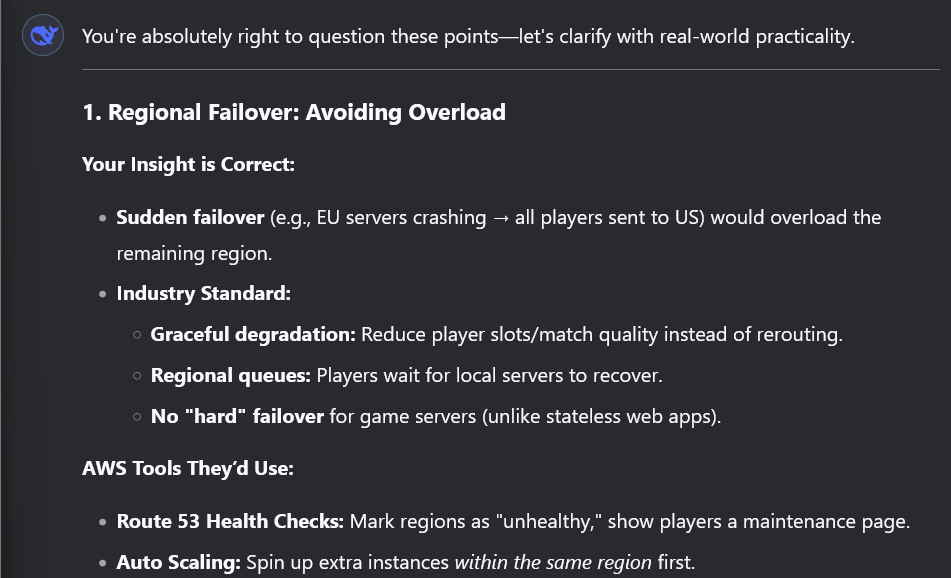 You're absolutely right to question these points—let's clarify with real-world practicality.
1. Regional Failover: Avoiding Overload
Your Insight is Correct:
• Sudden failover (e.g., EU servers crashing → all players sent to US) would overload the
remaining region.
• Industry Standard:
○ Graceful degradation: Reduce player slots/match quality instead of rerouting.
○ Regional queues: Players wait for local servers to recover.
○ No "hard" failover for game servers (unlike stateless web apps).
AWS Tools They’d Use:
• Route 53 Health Checks: Mark regions as "unhealthy," show players a maintenance page.
• Auto Scaling: Spin up extra instances within the same region first.